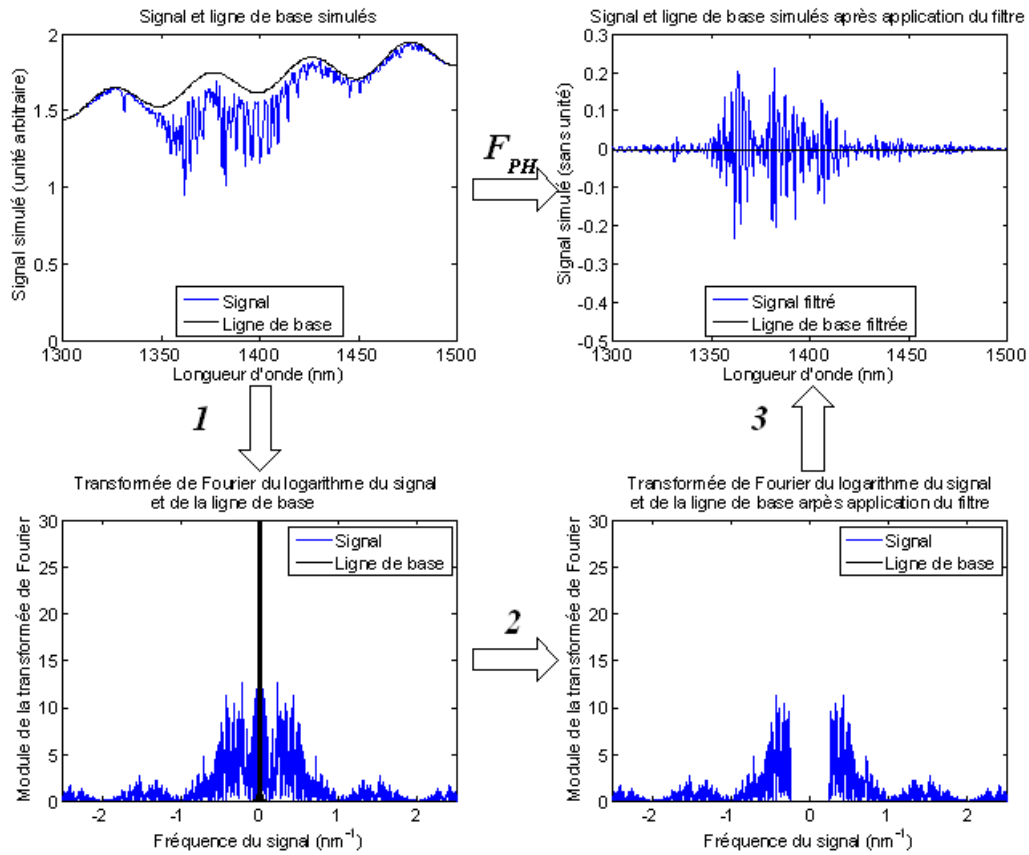 Signal et ligne de base simulés
Signal simulé (unité arbitraire)
2
1.5
1
0.5
0
Signal
Ligne de base
1300 1350 1400 1450 1500
Longueur d'onde (nm)
F PH
Signal et ligne de base simulés après application du filtre
Signal simulé (sans unité)
0.3
0.2
0.1
0
-0.1
-0.2
-0.3
-0.4
-0.5
Signal filtré
Ligne de base filtrée
1300 1350 1400 1450 1500
Longueur d'onde (nm)
1
3
Transformée de Fourier du logarithme du signal
et de la ligne de base
Module de la transformée de Fourier
30
25
20
15
10
5
0
Signal
Ligne de base
-2 -1 0 1 2
Fréquence du signal (nm⁻¹)
2
Transformée de Fourier du logarithme du signal
et de la ligne de base arpès application du filtre
Module de la transformée de Fourier
30
25
20
15
10
5
0
Signal
Ligne de base
-2 -1 0 1 2
Fréquence du signal (nm⁻¹)